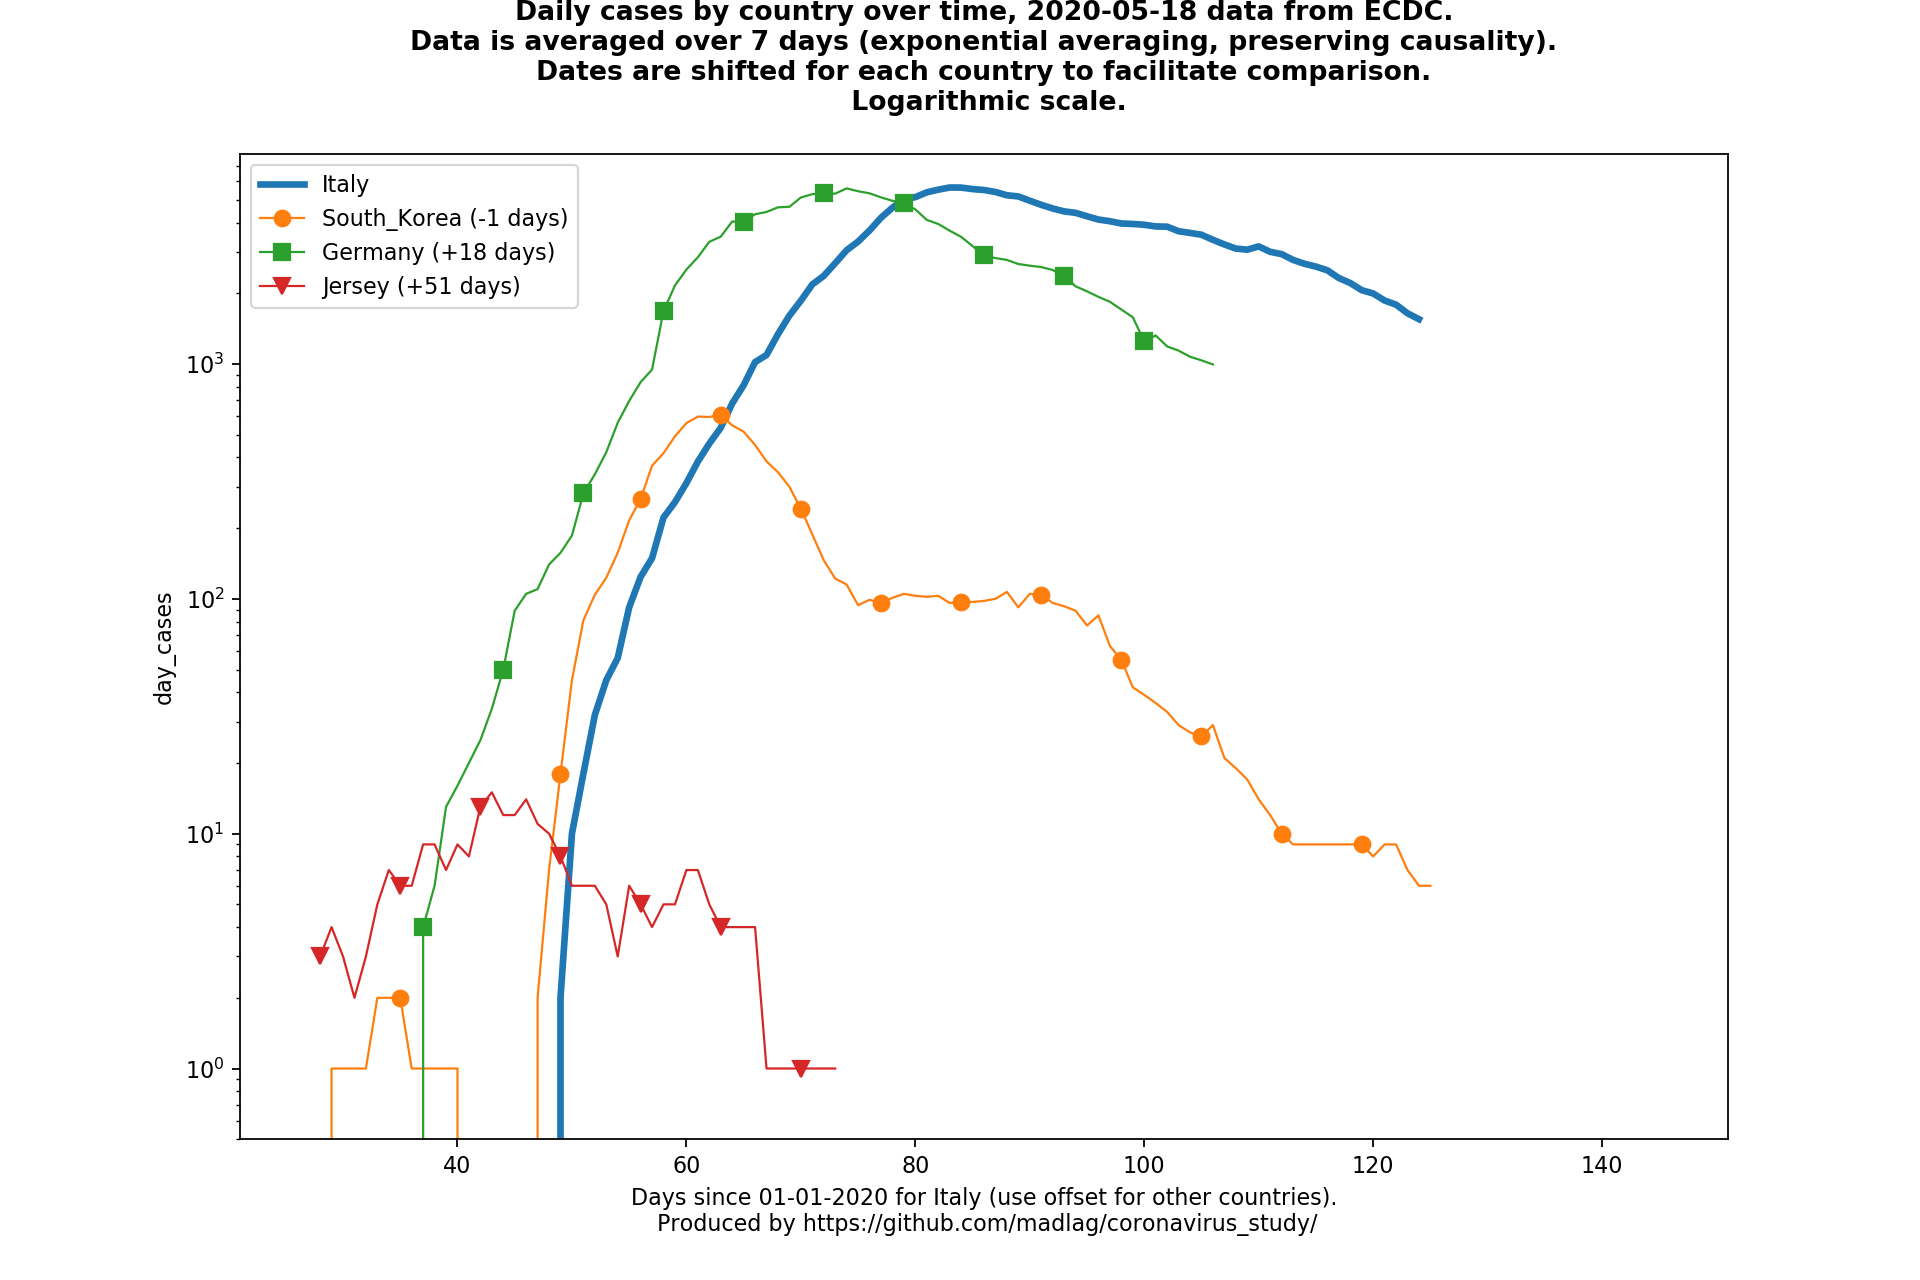 Daily cases by country over time, 2020-05-18 data from ECDC.
Data is averaged over 7 days (exponential averaging, preserving causality).
Dates are shifted for each country to facilitate comparison.
Logarithmic scale.
Italy
South_Korea (-1 days)
Germany (+18 days)
Jersey (+51 days)
10³
10²
10¹
10⁰
day_cases
40 60 80 100 120 140
Days since 01-01-2020 for Italy (use offset for other countries).
Produced by https://github.com/madlag/coronavirus_study/